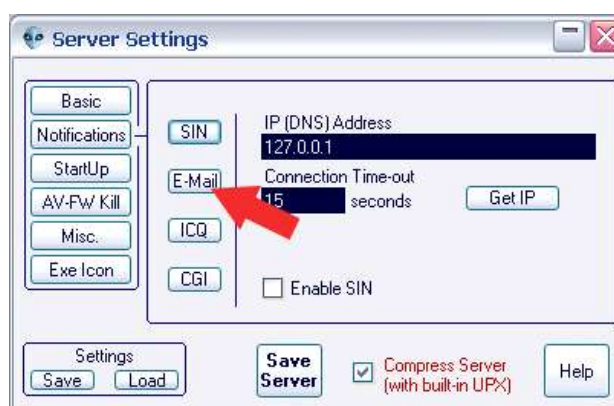 Server Settings
Basic
Notifications
StartUp
AV-FW Kill
Misc.
Exe Icon
SIN
E-Mail
ICQ
CGI
IP (DNS) Address
127.0.0.1
Connection Time-out
15 seconds
Get IP
Enable SIN
Settings
Save Load
Save
Server
Compress Server
(with built-in UPX)
Help